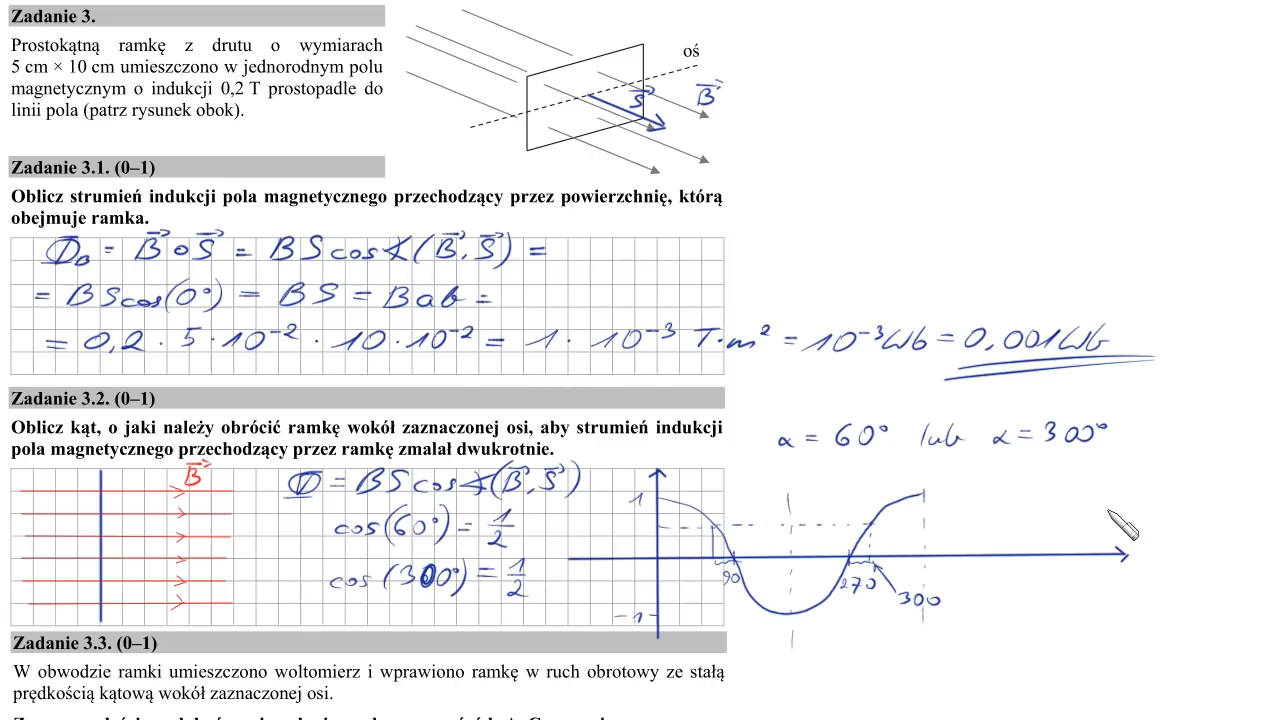 Zadanie 3.
Prostokątną ramkę z drutu o wymiarach
5 cm × 10 cm umieszczono w jednorodnym polu
magnetycznym o indukcji 0,2 T prostopadle do
linii pola (patrz rysunek obok).
oś
S→
B→
Zadanie 3.1. (0–1)
Oblicz strumień indukcji pola magnetycznego przechodzący przez powierzchnię, którą
obejmuje ramka.
Φ_B = B→ ∘ S→ = B S cos∢(B→, S→) =
= B S cos(0°) = B S = B a b =
= 0,2 · 5 · 10⁻² · 10 · 10⁻² = 1 · 10⁻³ T·m² = 10⁻³ Wb = 0,001 Wb
Zadanie 3.2. (0–1)
Oblicz kąt, o jaki należy obrócić ramkę wokół zaznaczonej osi, aby strumień indukcji
pola magnetycznego przechodzący przez ramkę zmalał dwukrotnie.
α = 60° lub α = 300°
B→
Φ = B S cos∢(B→, S→)
cos(60°) = 1/2
cos(300°) = 1/2
1
90
270
300
−1
Zadanie 3.3. (0–1)
W obwodzie ramki umieszczono woltomierz i wprawiono ramkę w ruch obrotowy ze stałą
prędkością kątową wokół zaznaczonej osi.